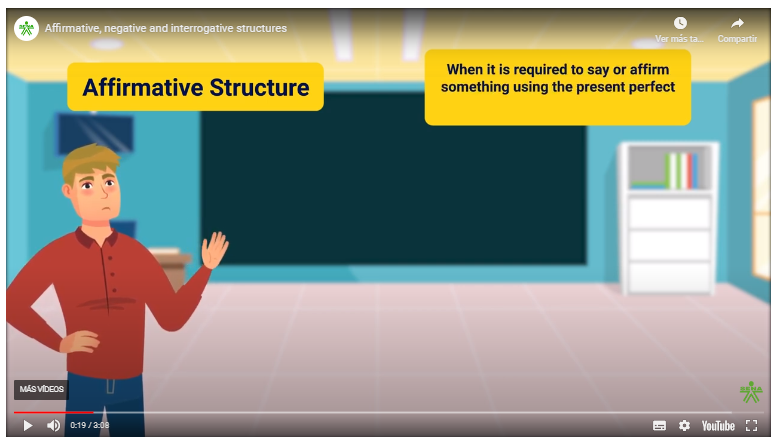 Affirmative, negative and interrogative structures
Ver más ta...
Compartir
Affirmative Structure
When it is required to say or affirm
something using the present perfect
MÁS VÍDEOS
0:19 / 3:08
YouTube